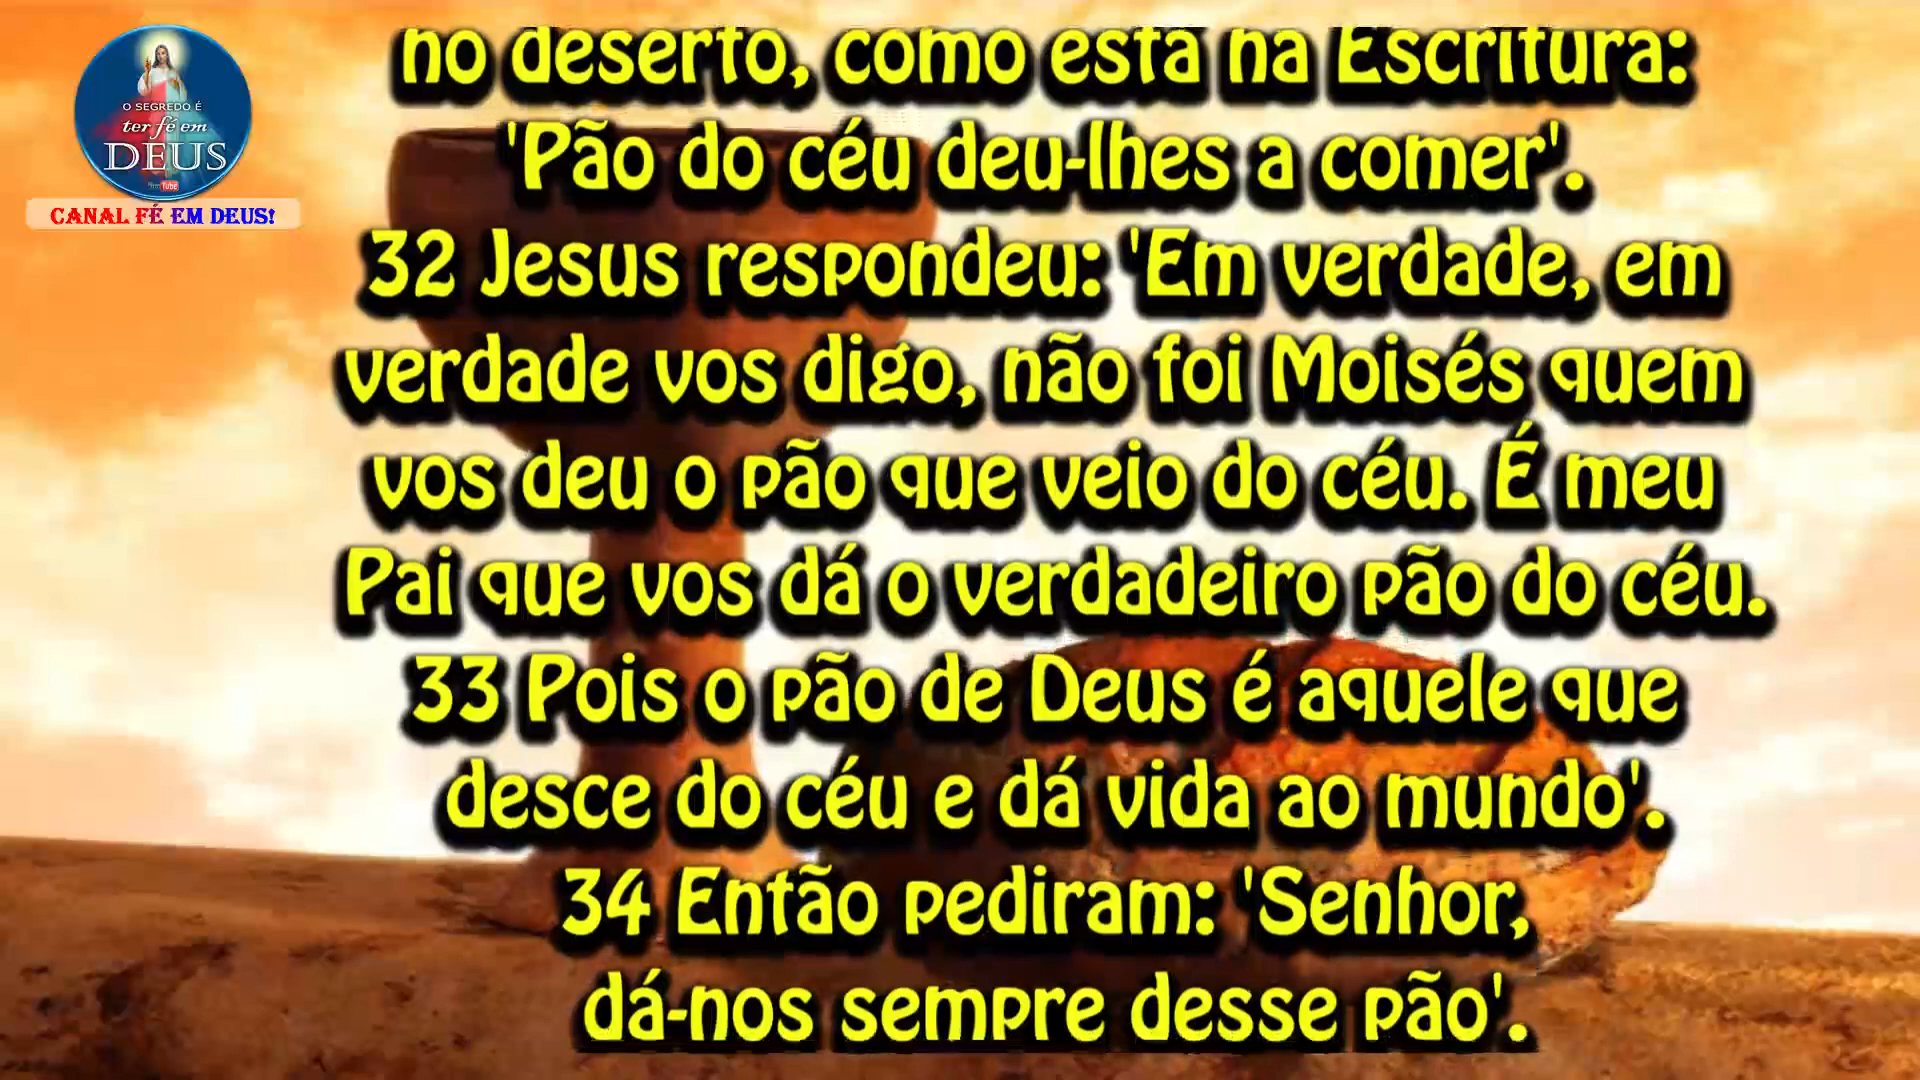 O SEGREDO É
ter fé em
DEUS
YouTube
CANAL FÉ EM DEUS!
no deserto, como está na Escritura:
'Pão do céu deu-lhes a comer'.
32 Jesus respondeu: 'Em verdade, em
verdade vos digo, não foi Moisés quem
vos deu o pão que veio do céu. É meu
Pai que vos dá o verdadeiro pão do céu.
33 Pois o pão de Deus é aquele que
desce do céu e dá vida ao mundo'.
34 Então pediram: 'Senhor,
dá-nos sempre desse pão'.